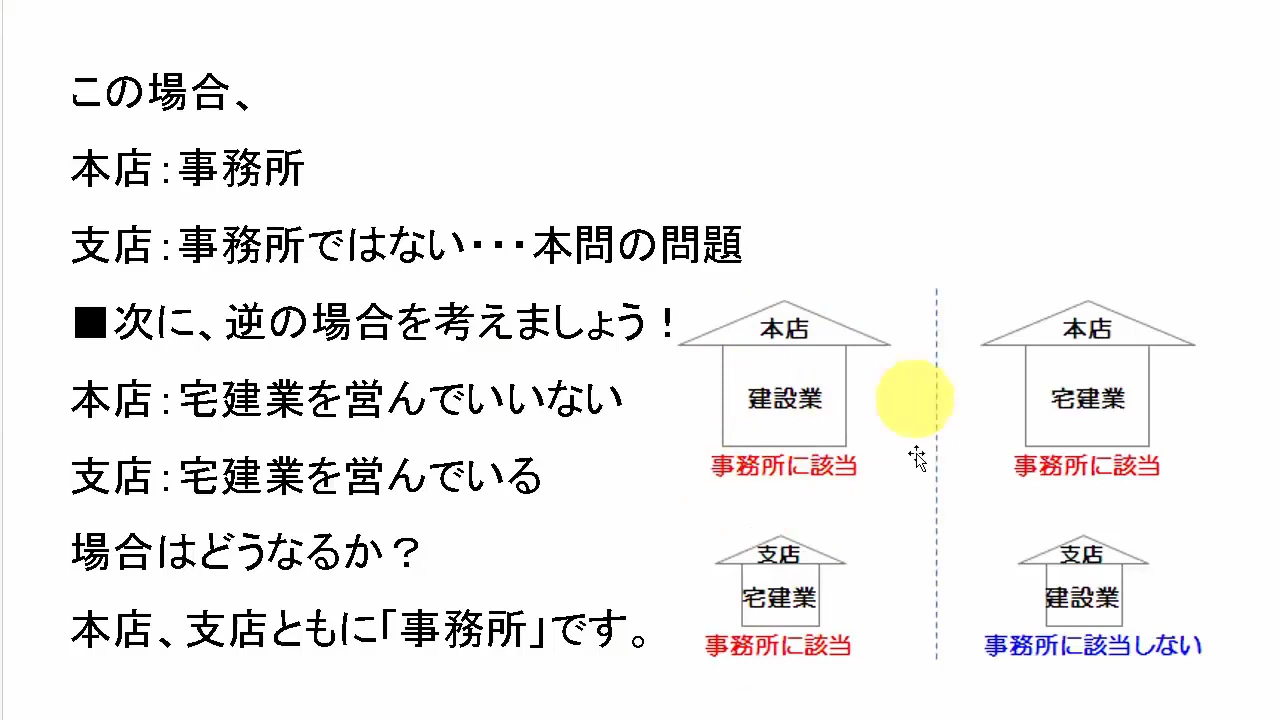 この場合、
本店：事務所
支店：事務所ではない・・・本問の問題
■次に、逆の場合を考えましょう！
本店：宅建業を営んでいいない
支店：宅建業を営んでいる
場合はどうなるか？
本店、支店ともに「事務所」です。
本店
建設業
事務所に該当
支店
宅建業
事務所に該当
本店
宅建業
事務所に該当
支店
建設業
事務所に該当しない